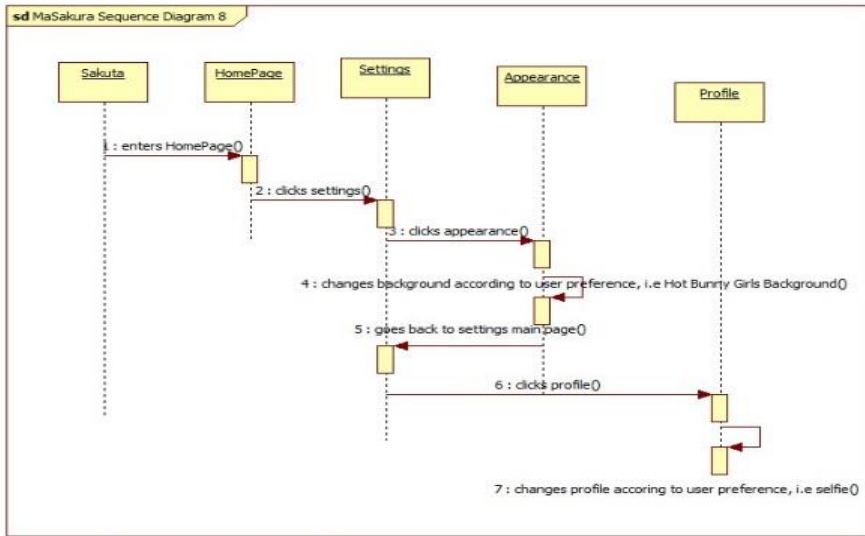 sd MaSakura Sequence Diagram 8
Sakuta
HomePage
Settings
Appearance
Profile
1 : enters HomePage()
2 : clicks settings()
3 : clicks appearance()
4 : changes background according to user preference, i.e Hot Bunny Girls Background()
5 : goes back to settings main page()
6 : clicks profile()
7 : changes profile accoring to user preference, i.e selfie()